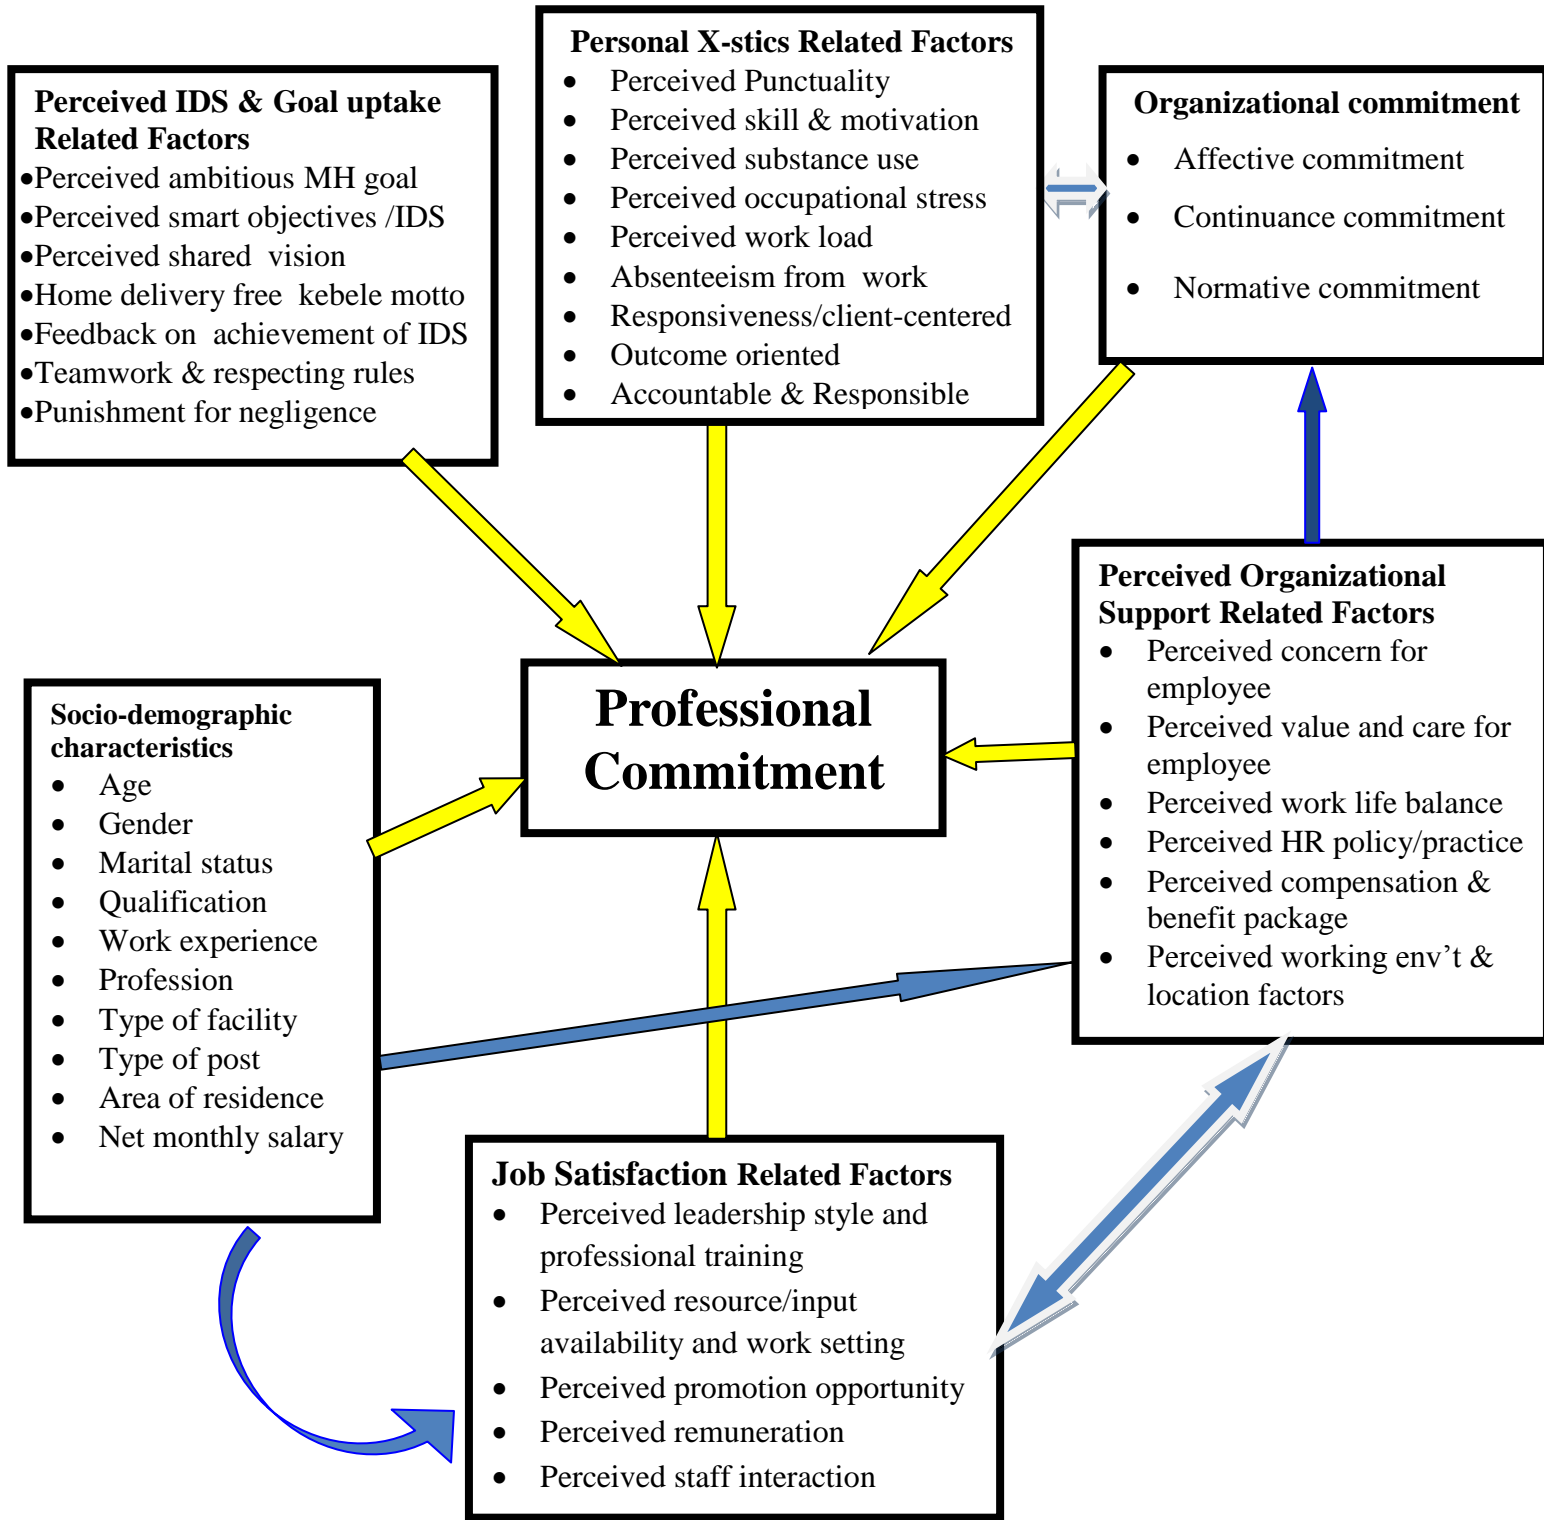 Perceived IDS & Goal uptake
Related Factors
•Perceived ambitious MH goal
•Perceived smart objectives /IDS
•Perceived shared vision
•Home delivery free kebele motto
•Feedback on achievement of IDS
•Teamwork & respecting rules
•Punishment for negligence
Personal X-stics Related Factors
• Perceived Punctuality
• Perceived skill & motivation
• Perceived substance use
• Perceived occupational stress
• Perceived work load
• Absenteeism from work
• Responsiveness/client-centered
• Outcome oriented
• Accountable & Responsible
Organizational commitment
• Affective commitment
• Continuance commitment
• Normative commitment
Professional
Commitment
Perceived Organizational
Support Related Factors
• Perceived concern for
employee
• Perceived value and care for
employee
• Perceived work life balance
• Perceived HR policy/practice
• Perceived compensation &
benefit package
• Perceived working env’t &
location factors
Socio-demographic
characteristics
• Age
• Gender
• Marital status
• Qualification
• Work experience
• Profession
• Type of facility
• Type of post
• Area of residence
• Net monthly salary
Job Satisfaction Related Factors
• Perceived leadership style and
professional training
• Perceived resource/input
availability and work setting
• Perceived promotion opportunity
• Perceived remuneration
• Perceived staff interaction